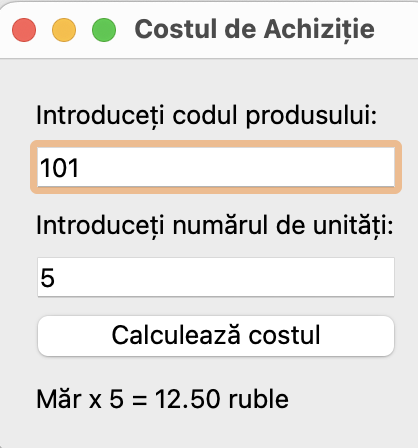 Costul de Achiziție
Introduceți codul produsului:
101
Introduceți numărul de unități:
5
Calculează costul
Măr x 5 = 12.50 ruble